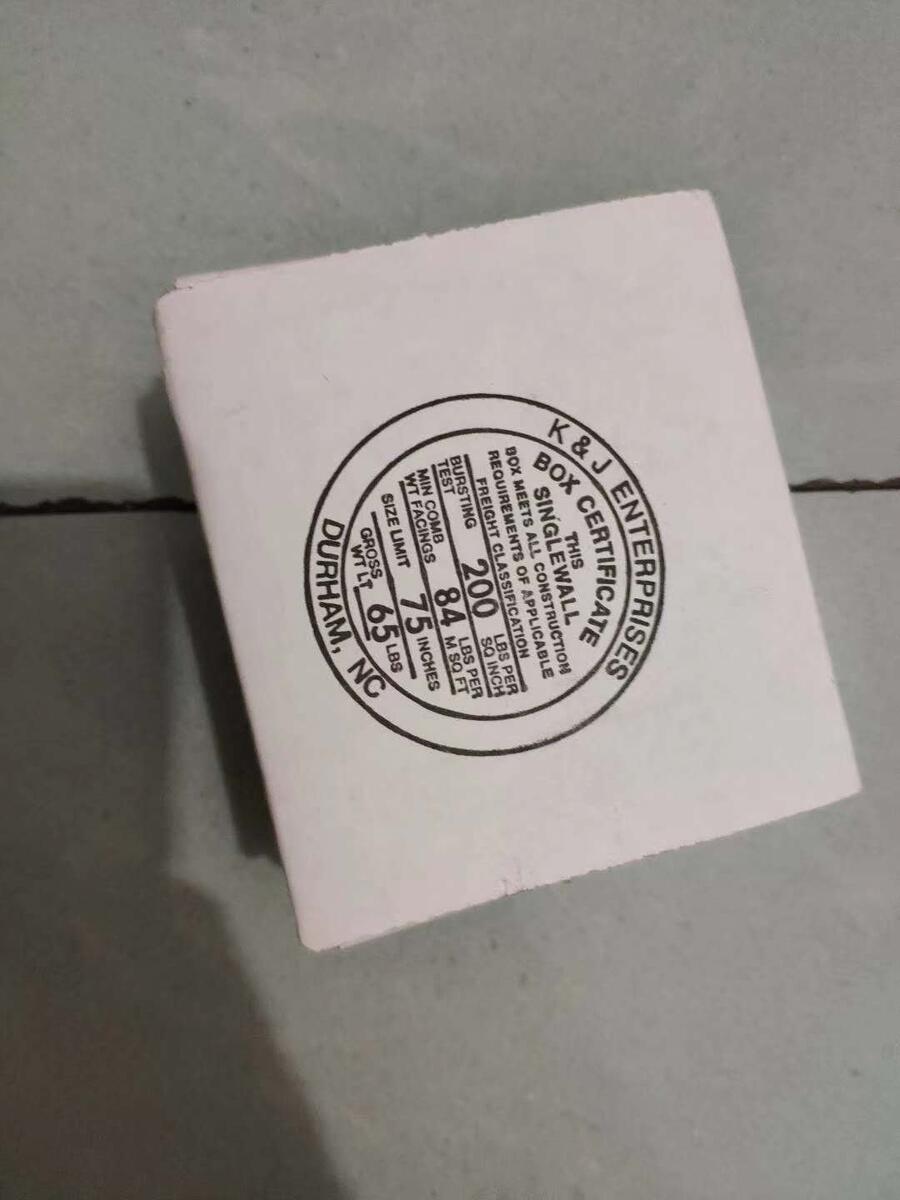 K & J ENTERPRISES
BOX CERTIFICATE
THIS
SINGLEWALL
BOX MEETS ALL CONSTRUCTION
REQUIREMENTS OF APPLICABLE
FREIGHT CLASSIFICATION
BURSTING TEST 200 LBS PER SQ INCH
MIN COMB WT FACINGS 84 LBS PER M SQ FT
SIZE LIMIT 75 INCHES
GROSS WT LT 65 LBS
DURHAM, NC